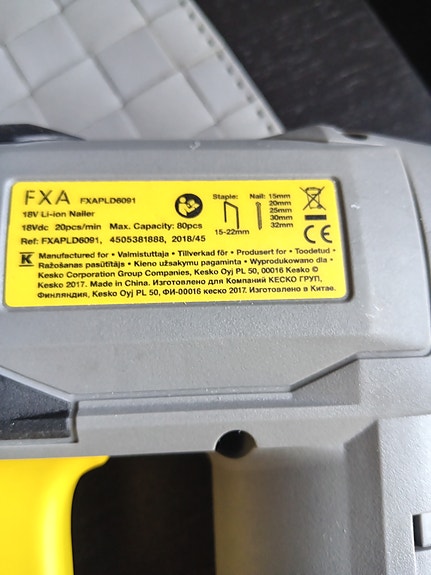 FXA FXAPLD6091
18V Li-ion Nailer
18Vdc 20pcs/min Max. Capacity: 80pcs
Ref: FXAPLD6091, 4505381888, 2018/45
Staple:
15-22mm
Nail: 15mm
20mm
25mm
30mm
32mm
CE
K Manufactured for • Valmistuttaja • Tillverkad för • Produsert for • Toodetud •
Ražošanas pasūtītājs • Kieno užsakymu pagaminta • Wyprodukowano dla •
Kesko Corporation Group Companies, Kesko Oyj PL 50, 00016 Kesko ©
Kesko 2017. Made in China. Изготовлено для Компаний КЕСКО ГРУП,
Финляндия, Kesko Oyj PL 50, ФИ-00016 кеско 2017. Изготовлено в Китае.